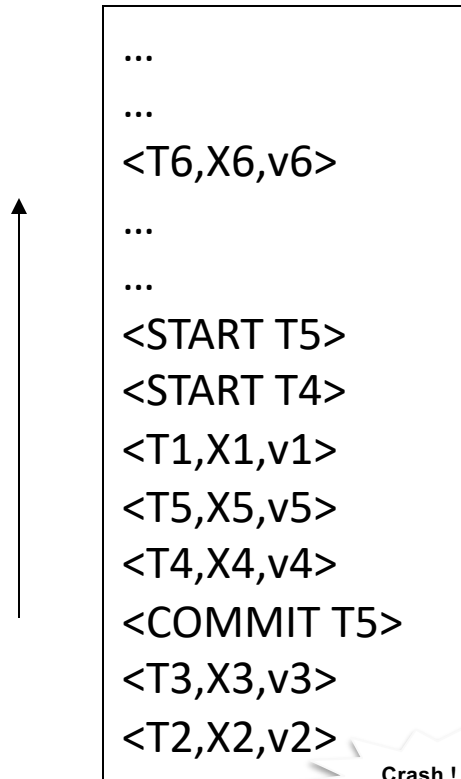 ...
...
<T6,X6,v6>
...
...
<START T5>
<START T4>
<T1,X1,v1>
<T5,X5,v5>
<T4,X4,v4>
<COMMIT T5>
<T3,X3,v3>
<T2,X2,v2>
Crash !